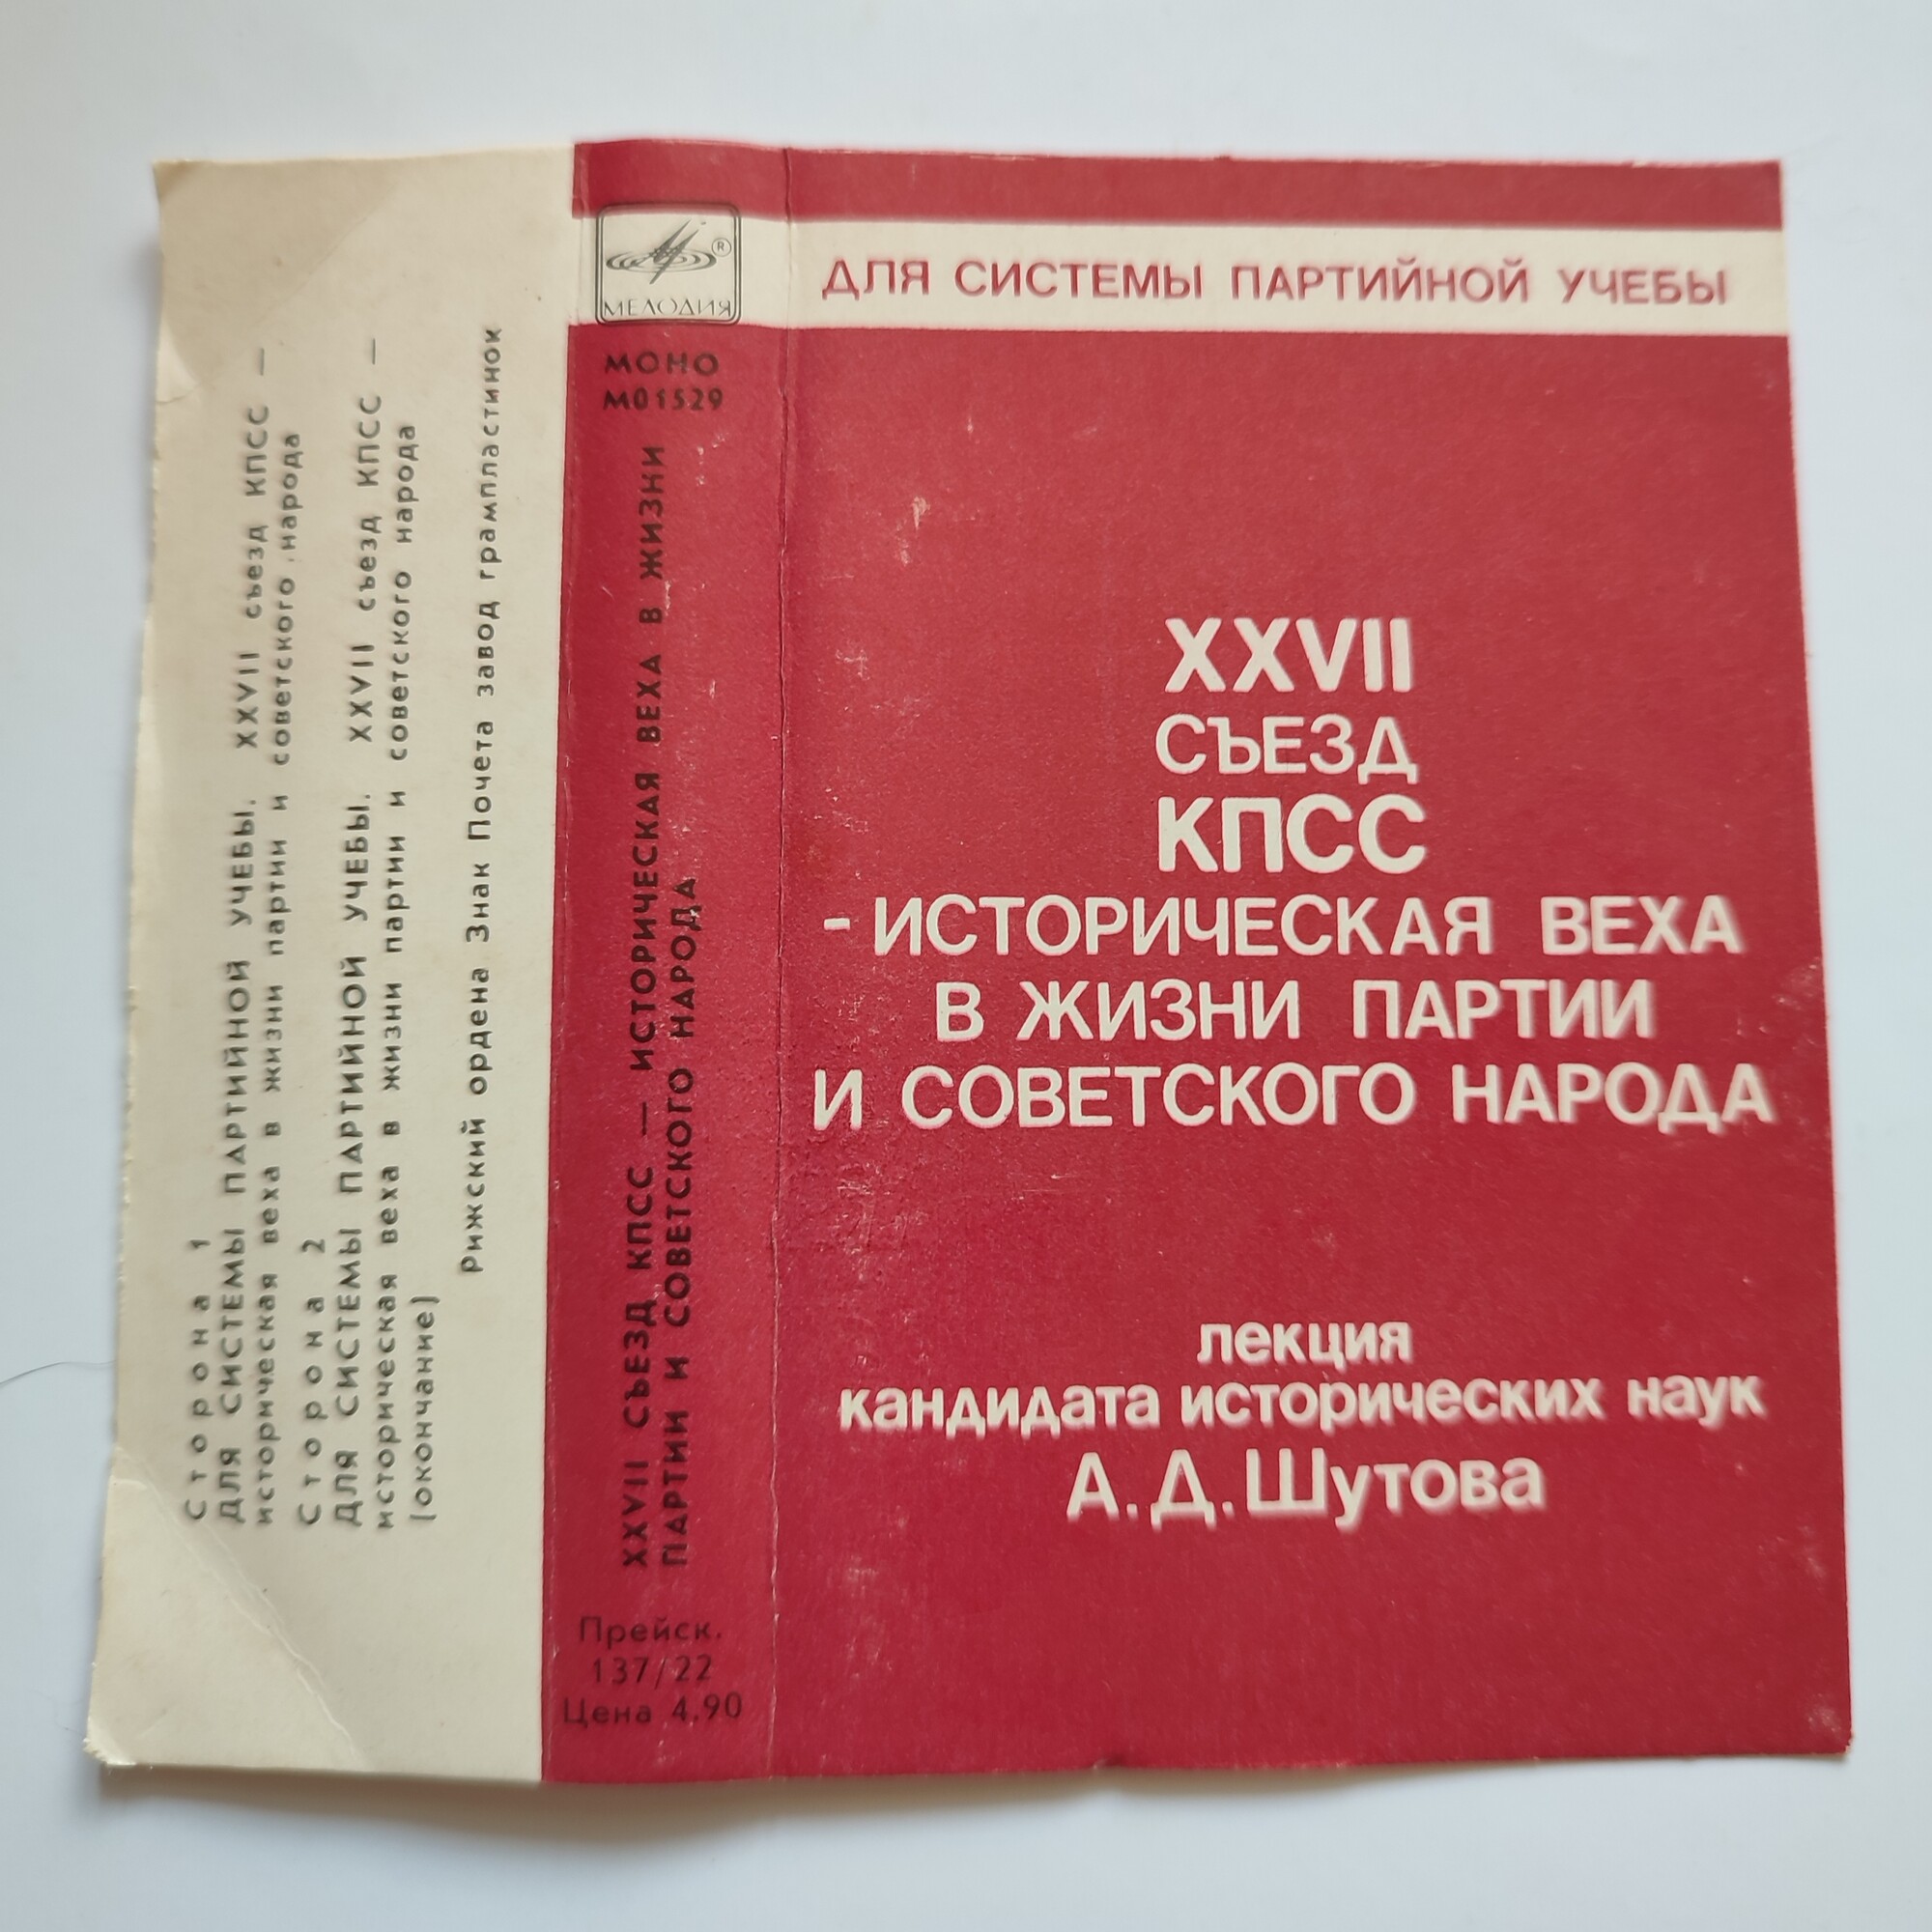 Сторона 1
ДЛЯ СИСТЕМЫ ПАРТИЙНОЙ УЧЕБЫ. XXVII съезд КПСС —
историческая веха в жизни партии и советского народа
Сторона 2
ДЛЯ СИСТЕМЫ ПАРТИЙНОЙ УЧЕБЫ. XXVII съезд КПСС —
историческая веха в жизни партии и советского народа
(окончание)
Рижский ордена Знак Почета завод грампластинок
®
МЕЛОДИЯ
МОНО
М01529
XXVII СЪЕЗД КПСС — ИСТОРИЧЕСКАЯ ВЕХА В ЖИЗНИ
ПАРТИИ И СОВЕТСКОГО НАРОДА
Прейск.
137/22
Цена 4.90
ДЛЯ СИСТЕМЫ ПАРТИЙНОЙ УЧЕБЫ
XXVII
СЪЕЗД
КПСС
- ИСТОРИЧЕСКАЯ ВЕХА
В ЖИЗНИ ПАРТИИ
И СОВЕТСКОГО НАРОДА
лекция
кандидата исторических наук
А.Д.Шутова